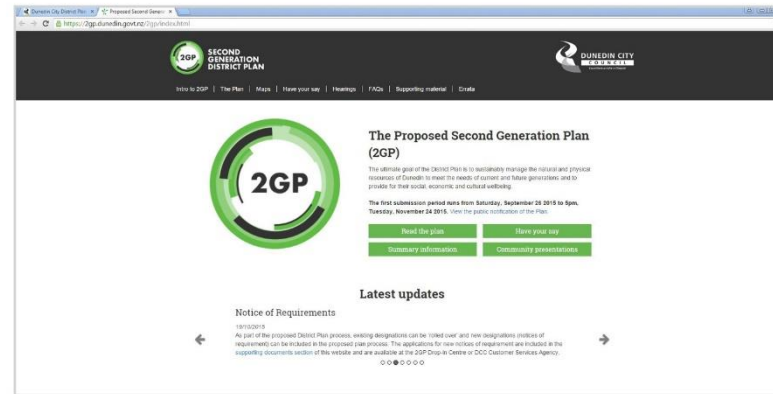 Dunedin City District Plan
Proposed Second Generat
https://2gp.dunedin.govt.nz/2gp/index.html
2GP
SECOND
GENERATION
DISTRICT PLAN
DUNEDIN CITY
COUNCIL
Intro to 2GP | The Plan | Maps | Have your say | Hearings | FAQs | Supporting material | Errata
2GP
The Proposed Second Generation Plan
(2GP)
The ultimate goal of the District Plan is to sustainably manage the natural and physical
resources of Dunedin to meet the needs of current and future generations and to
provide for their social, economic and cultural wellbeing.
The first submission period runs from Saturday, September 26 2015 to 5pm,
Tuesday, November 24 2015. View the public notification of the Plan.
Read the plan
Have your say
Summary information
Community presentations
Latest updates
Notice of Requirements
19/10/2015
As part of the proposed District Plan process, existing designations can be 'rolled over' and new designations (notices of
requirement) can be included in the proposed plan process. The applications for new notices of requirement are included in the
supporting documents section of this website and are available at the 2GP Drop-in Centre or DCC Customer Services Agency.